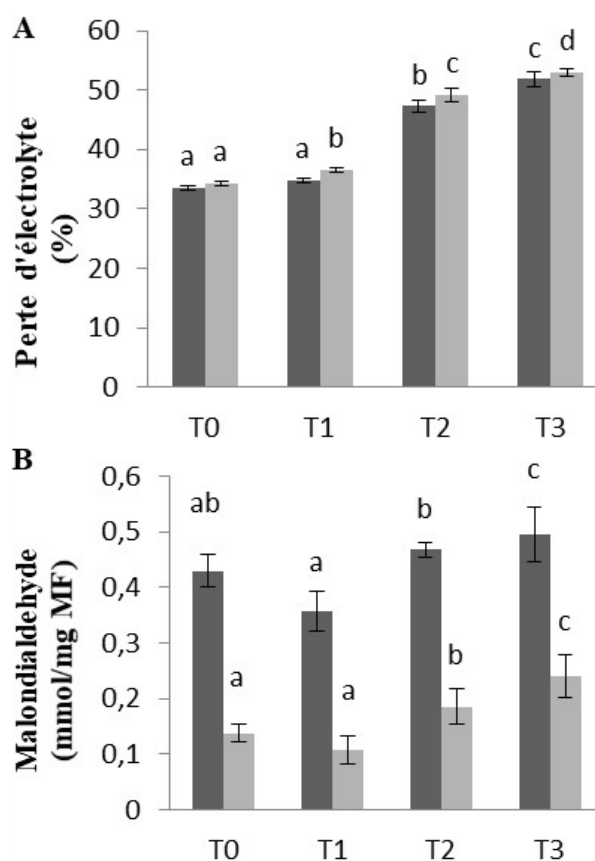 A
Perte d'électrolyte
(%)
60
50
40
30
20
10
0
a a a b b c c d
T0 T1 T2 T3
B
Malondialdehyde
(mmol/mg MF)
0,6
0,5
0,4
0,3
0,2
0,1
0
ab a a a b b c c
T0 T1 T2 T3